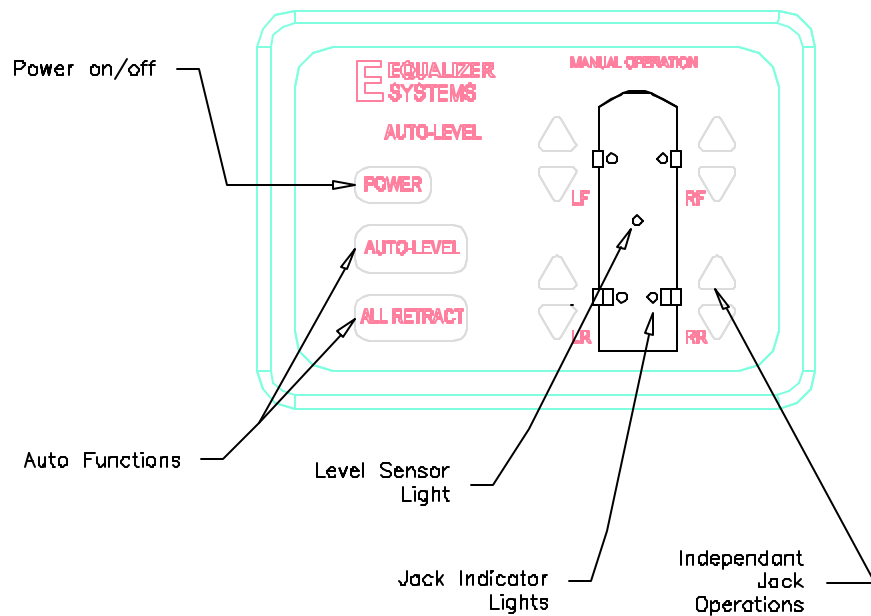 Power on/off
EQUALIZER
SYSTEMS
MANUAL OPERATION
AUTO-LEVEL
POWER
LF
RF
AUTO-LEVEL
ALL RETRACT
LR
RR
Auto Functions
Level Sensor
Light
Jack Indicator
Lights
Independant
Jack
Operations